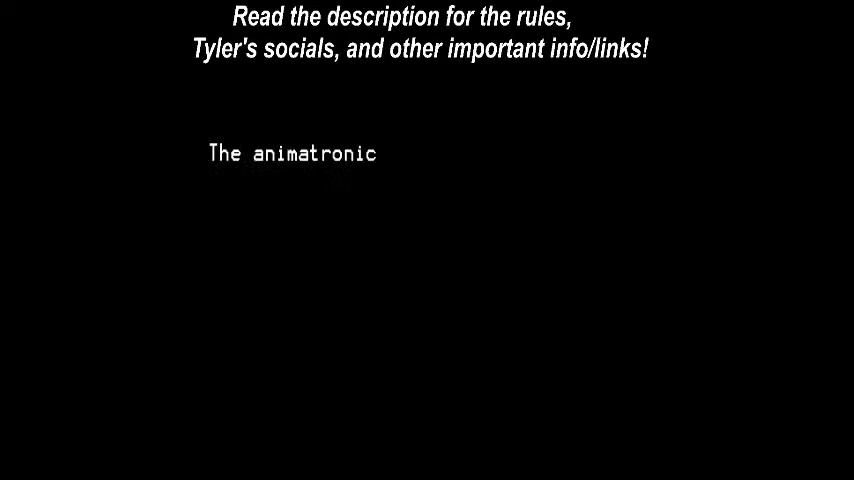 Read the description for the rules,
Tyler's socials, and other important info/links!
The animatronic